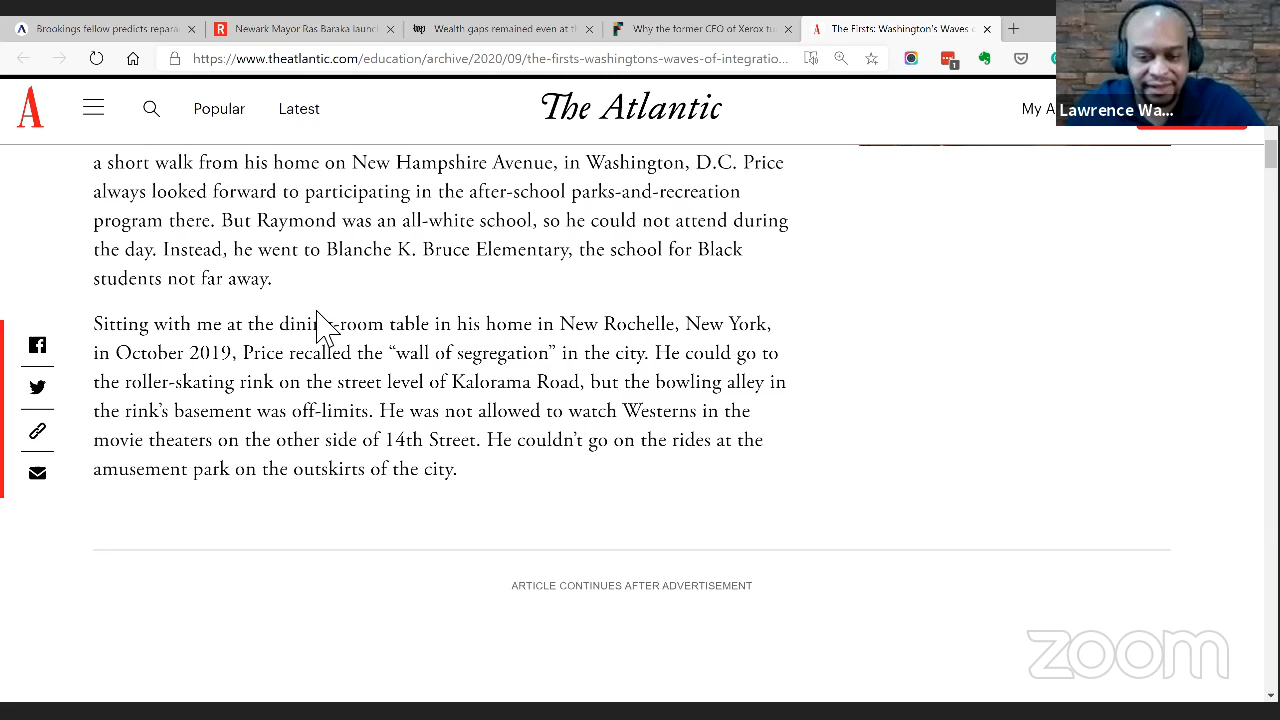 Brookings fellow predicts repara
Newark Mayor Ras Baraka launch
Wealth gaps
Why the former CEO of Xerox tu
The Firsts: Washington's Waves
https://www.theatlantic.com/education/archive/2020/09/the-firsts-washingtons-waves-of-integratio...
1
Popular
Latest
The Atlantic
My A
Lawrence Wa...
a short walk from his home on New Hampshire Avenue, in Washington, D.C. Price
always looked forward to participating in the after-school parks-and-recreation
program there. But Raymond was an all-white school, so he could not attend during
the day. Instead, he went to Blanche K. Bruce Elementary, the school for Black
students not far away.
Sitting with me at the dining-room table in his home in New Rochelle, New York,
in October 2019, Price recalled the “wall of segregation” in the city. He could go to
the roller-skating rink on the street level of Kalorama Road, but the bowling alley in
the rink’s basement was off-limits. He was not allowed to watch Westerns in the
movie theaters on the other side of 14th Street. He couldn’t go on the rides at the
amusement park on the outskirts of the city.
ARTICLE CONTINUES AFTER ADVERTISEMENT
zoom